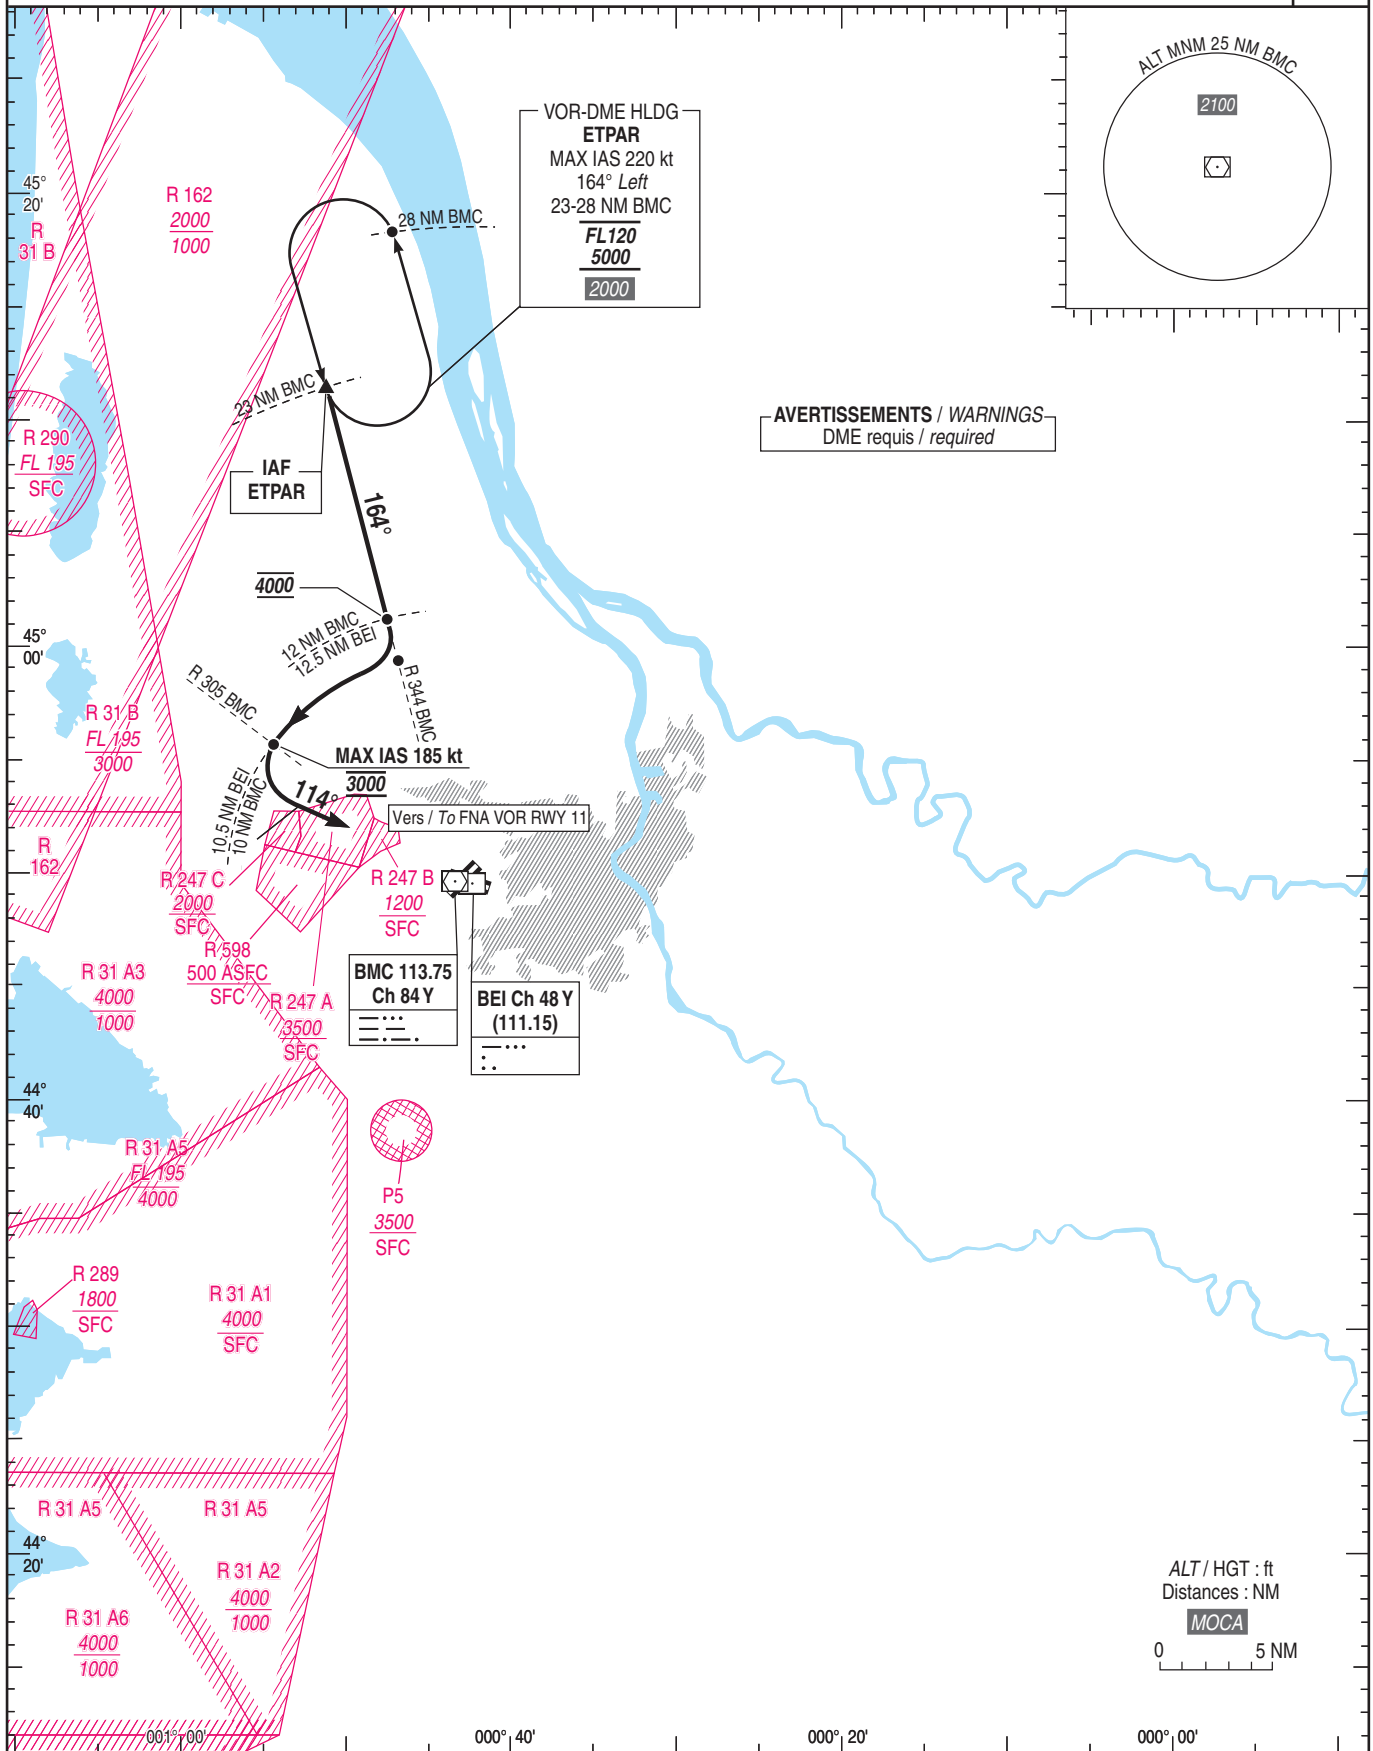 ALT MNM 25 NM BMC
2100
VOR-DME HLDG
ETPAR
MAX IAS 220 kt
164° Left
23-28 NM BMC
FL120
5000
2000
45°
20'
R
31 B
R 162
2000
1000
28 NM BMC
23 NM BMC
AVERTISSEMENTS / WARNINGS
DME requis / required
R 290
FL 195
SFC
IAF
ETPAR
164°
4000
12 NM BMC
12.5 NM BEI
45°
00'
R 305 BMC
R 344 BMC
R 31 B
FL 195
3000
MAX IAS 185 kt
3000
10.5 NM BEI
10 NM BMC
114°
Vers / To FNA VOR RWY 11
R
162
R 247 C
2000
SFC
R 247 B
1200
SFC
R 598
500 ASFC
SFC
R 31 A3
4000
1000
R 247 A
3500
SFC
BMC 113.75
Ch 84 Y
BEI Ch 48 Y
(111.15)
44°
40'
R 31 A5
FL 195
4000
P5
3500
SFC
R 289
1800
SFC
R 31 A1
4000
SFC
R 31 A5
R 31 A5
44°
20'
R 31 A2
4000
1000
R 31 A6
4000
1000
ALT / HGT : ft
Distances : NM
MOCA
0 5 NM
001° 00'
000° 40'
000° 20'
000° 00'